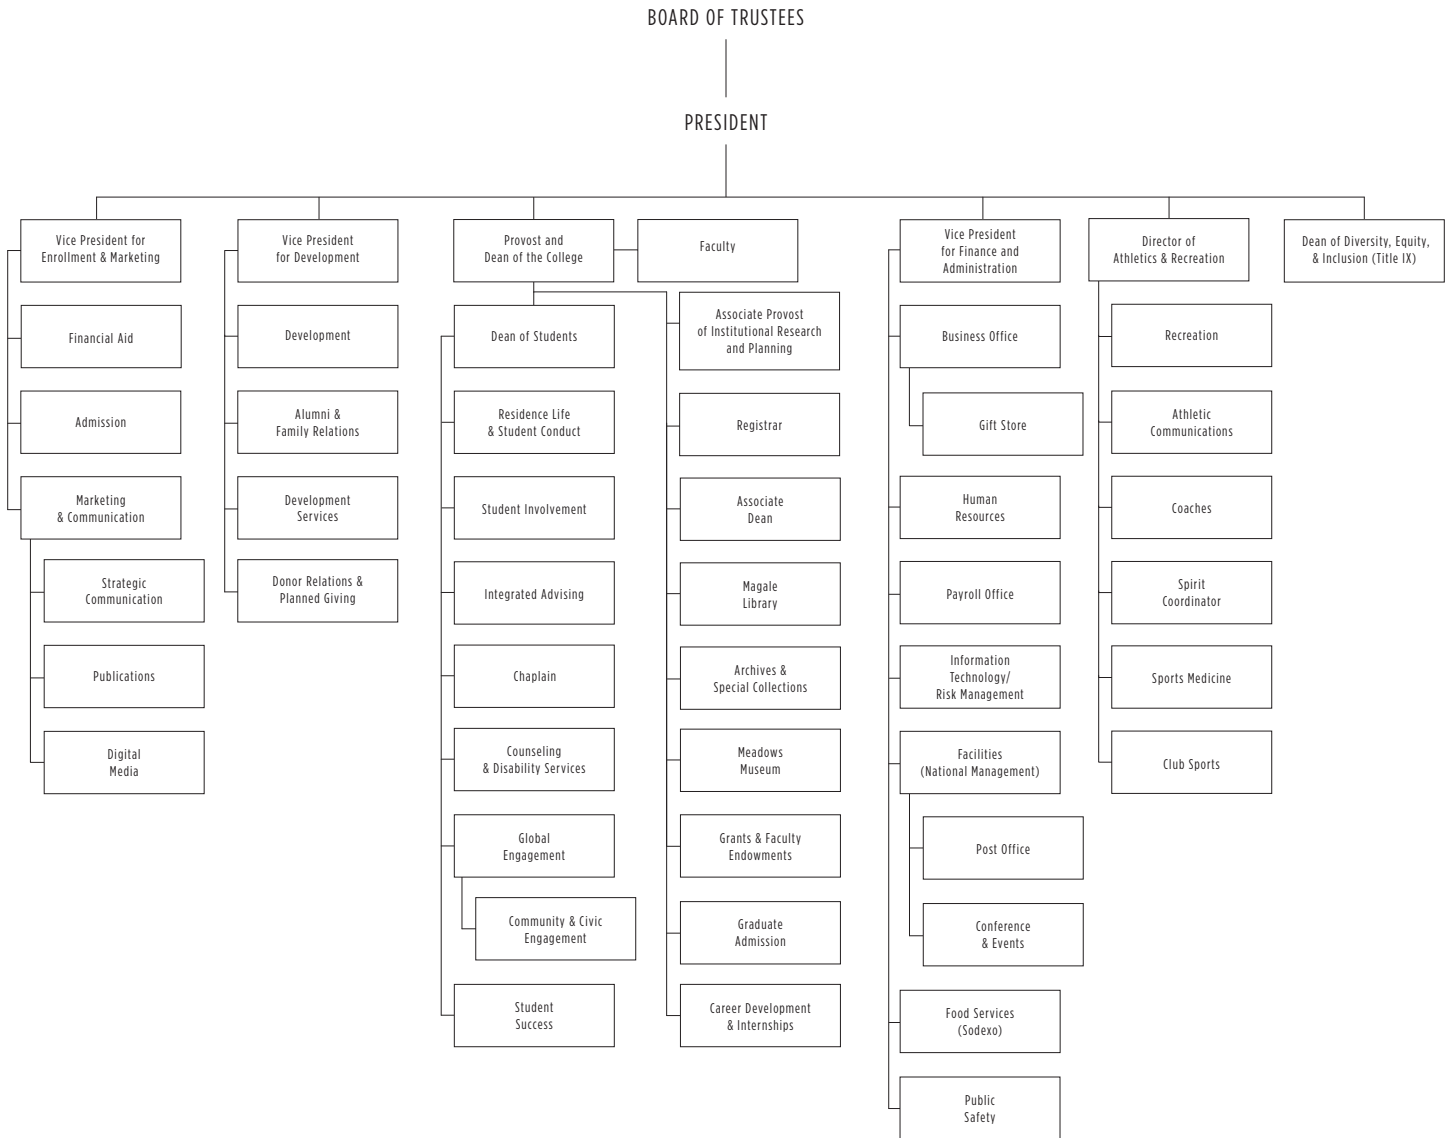 BOARD OF TRUSTEES
PRESIDENT
Vice President for
Enrollment & Marketing
Financial Aid
Admission
Marketing
& Communication
Strategic
Communication
Publications
Digital
Media
Vice President
for Development
Development
Alumni &
Family Relations
Development
Services
Donor Relations &
Planned Giving
Provost and
Dean of the College
Faculty
Dean of Students
Residence Life
& Student Conduct
Student Involvement
Integrated Advising
Chaplain
Counseling
& Disability Services
Global
Engagement
Community & Civic
Engagement
Student
Success
Associate Provost
of Institutional Research
and Planning
Registrar
Associate
Dean
Magale
Library
Archives &
Special Collections
Meadows
Museum
Grants & Faculty
Endowments
Graduate
Admission
Career Development
& Internships
Vice President
for Finance and
Administration
Business Office
Gift Store
Human
Resources
Payroll Office
Information
Technology/
Risk Management
Facilities
(National Management)
Post Office
Conference
& Events
Food Services
(Sodexo)
Public
Safety
Director of
Athletics & Recreation
Recreation
Athletic
Communications
Coaches
Spirit
Coordinator
Sports Medicine
Club Sports
Dean of Diversity, Equity,
& Inclusion (Title IX)